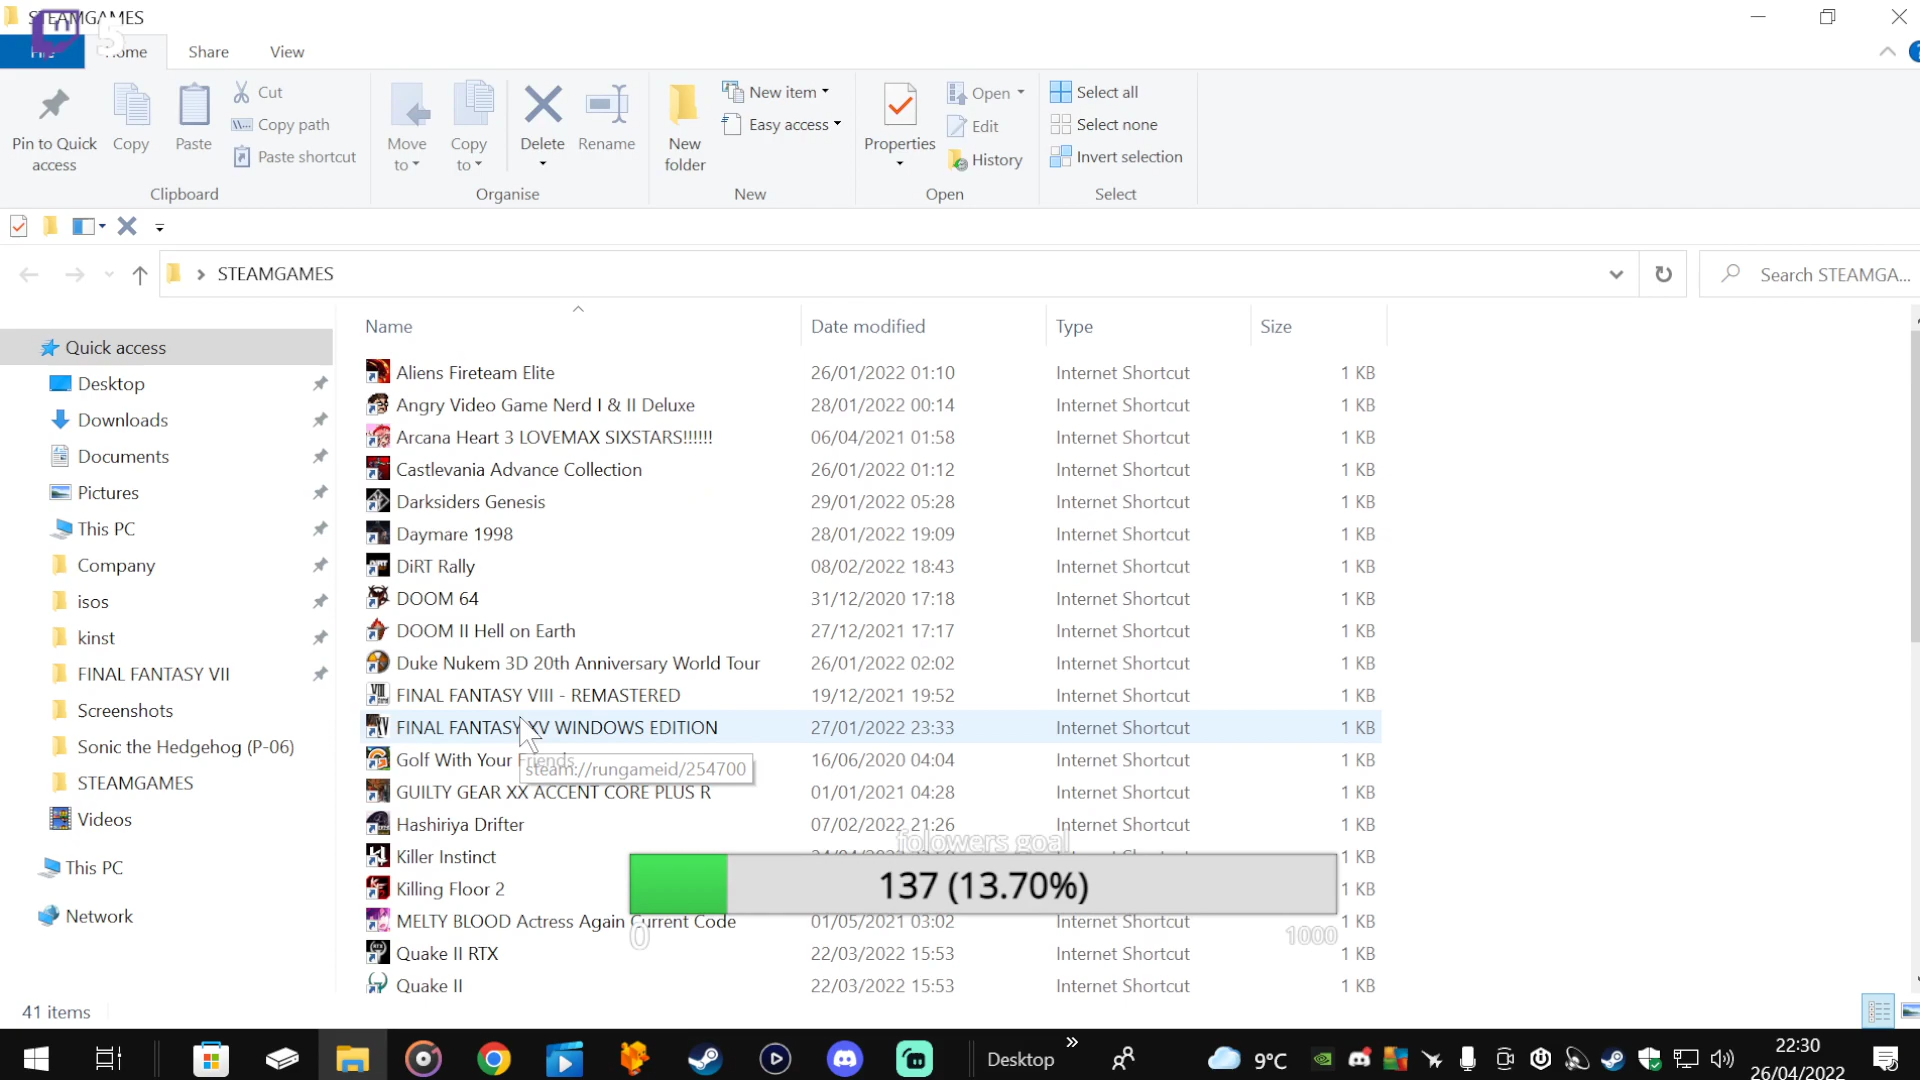 STEAMGAMES
5
File Home Share View
Pin to Quick access
Copy
Paste
Cut
Copy path
Paste shortcut
Clipboard
Move to
Copy to
Delete
Rename
Organise
New folder
New item
Easy access
New
Properties
Open
Edit
History
Open
Select all
Select none
Invert selection
Select
STEAMGAMES
Search STEAMGA...
Name Date modified Type Size
Quick access
Desktop
Downloads
Documents
Pictures
This PC
Company
isos
kinst
FINAL FANTASY VII
Screenshots
Sonic the Hedgehog (P-06)
STEAMGAMES
Videos
This PC
Network
Aliens Fireteam Elite 26/01/2022 01:10 Internet Shortcut 1 KB
Angry Video Game Nerd I & II Deluxe 28/01/2022 00:14 Internet Shortcut 1 KB
Arcana Heart 3 LOVEMAX SIXSTARS!!!!!! 06/04/2021 01:58 Internet Shortcut 1 KB
Castlevania Advance Collection 26/01/2022 01:12 Internet Shortcut 1 KB
Darksiders Genesis 29/01/2022 05:28 Internet Shortcut 1 KB
Daymare 1998 28/01/2022 19:09 Internet Shortcut 1 KB
DiRT Rally 08/02/2022 18:43 Internet Shortcut 1 KB
DOOM 64 31/12/2020 17:18 Internet Shortcut 1 KB
DOOM II Hell on Earth 27/12/2021 17:17 Internet Shortcut 1 KB
Duke Nukem 3D 20th Anniversary World Tour 26/01/2022 02:02 Internet Shortcut 1 KB
FINAL FANTASY VIII - REMASTERED 19/12/2021 19:52 Internet Shortcut 1 KB
FINAL FANTASY XV WINDOWS EDITION 27/01/2022 23:33 Internet Shortcut 1 KB
Golf With Your Friends 16/06/2020 04:04 Internet Shortcut 1 KB
steam://rungameid/254700
GUILTY GEAR XX ACCENT CORE PLUS R 01/01/2021 04:28 Internet Shortcut 1 KB
Hashiriya Drifter 07/02/2022 21:26 Internet Shortcut 1 KB
folowers goal
Killer Instinct Internet Shortcut 1 KB
Killing Floor 2 1 KB
137 (13.70%)
MELTY BLOOD Actress Again Current Code 01/05/2021 03:02 Internet Shortcut 1 KB
0 1000
Quake II RTX 22/03/2022 15:53 Internet Shortcut 1 KB
Quake II 22/03/2022 15:53 Internet Shortcut 1 KB
41 items
Desktop
9°C
22:30
26/04/2022